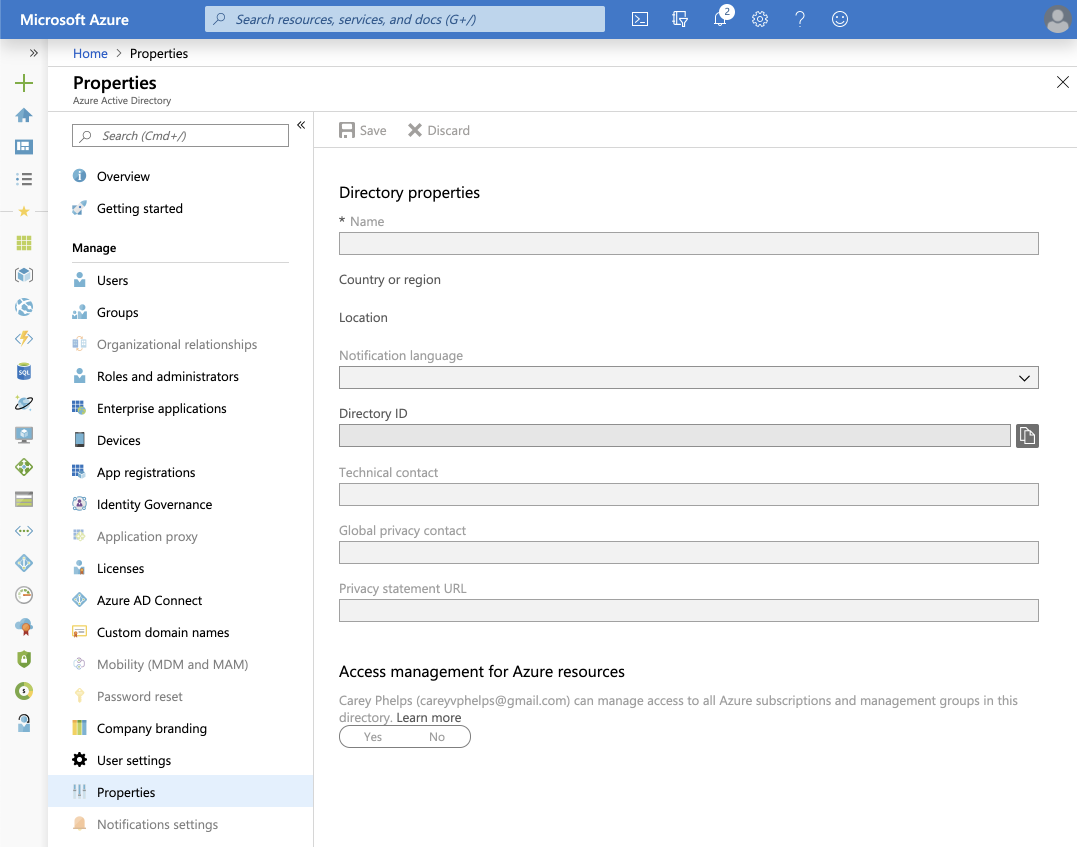 Microsoft Azure
Search resources, services, and docs (G+/)
2
Home > Properties
Properties
Azure Active Directory
Search (Cmd+/)
Overview
Getting started
Manage
Users
Groups
Organizational relationships
Roles and administrators
Enterprise applications
Devices
App registrations
Identity Governance
Application proxy
Licenses
Azure AD Connect
Custom domain names
Mobility (MDM and MAM)
Password reset
Company branding
User settings
Properties
Notifications settings
Save
Discard
Directory properties
* Name
Country or region
Location
Notification language
Directory ID
Technical contact
Global privacy contact
Privacy statement URL
Access management for Azure resources
Carey Phelps (careyvphelps@gmail.com) can manage access to all Azure subscriptions and management groups in this
directory. Learn more
Yes No
SQL